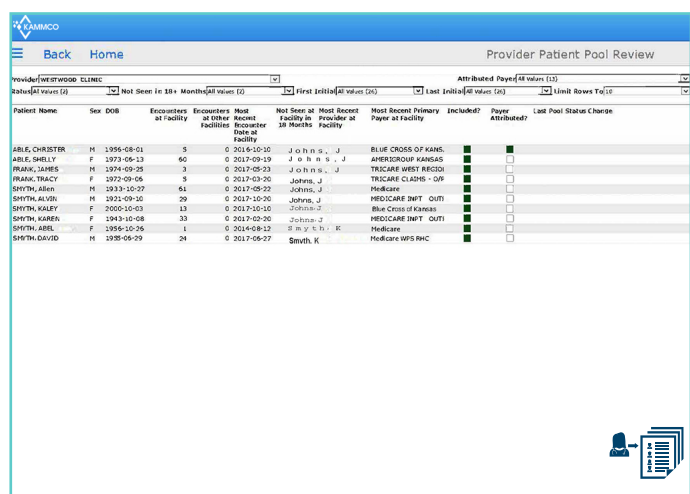 KAMMCO
Back Home Provider Patient Pool Review
Provider WESTWOOD CLINIC Attributed Payer All Values (13)
Status All Values (2) Not Seen in 18+ Months All Values (2) First Initial All Values (26) Last Initial All Values (26) Limit Rows To 10
Patient Name Sex DOB Encounters at Facility Encounters at Other Facilities Most Recent Encounter Date at Facility Not Seen at Facility in 18 Months Most Recent Provider at Facility Most Recent Primary Payer at Facility Included? Payer Attributed? Last Pool Status Change
ABLE, CHRISTER M 1956-08-01 5 0 2016-10-10 Johns, J BLUE CROSS OF KANS.
ABLE, SHELLY F 1973-06-13 60 0 2017-09-19 Johns, J AMERIGROUP KANSAS
FRANK, JAMES M 1974-09-25 3 0 2017-05-23 Johns, J TRICARE WEST REGIO
FRANK, TRACY F 1972-09-06 5 0 2017-03-20 Johns, J TRICARE CLAIMS - O/P
SMYTH, Allen M 1933-10-27 61 0 2017-05-22 Johns, J Medicare
SMYTH, ALVIN M 1921-09-10 29 0 2017-10-20 Johns, J MEDICARE INPT OUTI
SMYTH, KALEY F 2000-10-03 13 0 2017-10-10 Johns J Blue Cross of Kansas
SMYTH, KAREN F 1943-10-08 33 0 2017-02-20 Johns J MEDICARE INPT OUTI
SMYTH, ABEL F 1956-10-26 1 0 2014-08-12 Smyth, K Medicare
SMYTH, DAVID M 1955-06-29 24 0 2017-06-27 Smyth, K Medicare WPS RHC